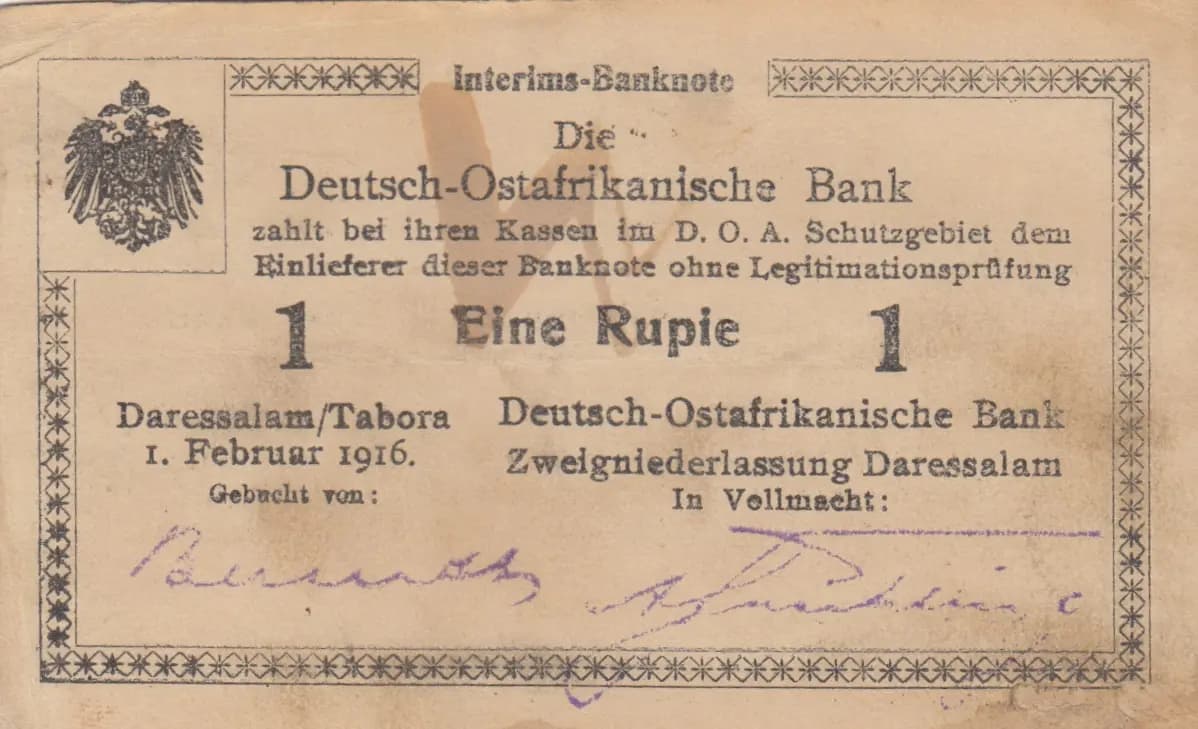 Interims-Banknote
Die
Deutsch-Ostafrikanische Bank
zahlt bei ihren Kassen im D. O. A. Schutzgebiet dem
Einlieferer dieser Banknote ohne Legitimationsprüfung
1 Eine Rupie 1
Daressalam/Tabora
1. Februar 1916.
Gebucht von:
Deutsch-Ostafrikanische Bank
Zweigniederlassung Daressalam
In Vollmacht: